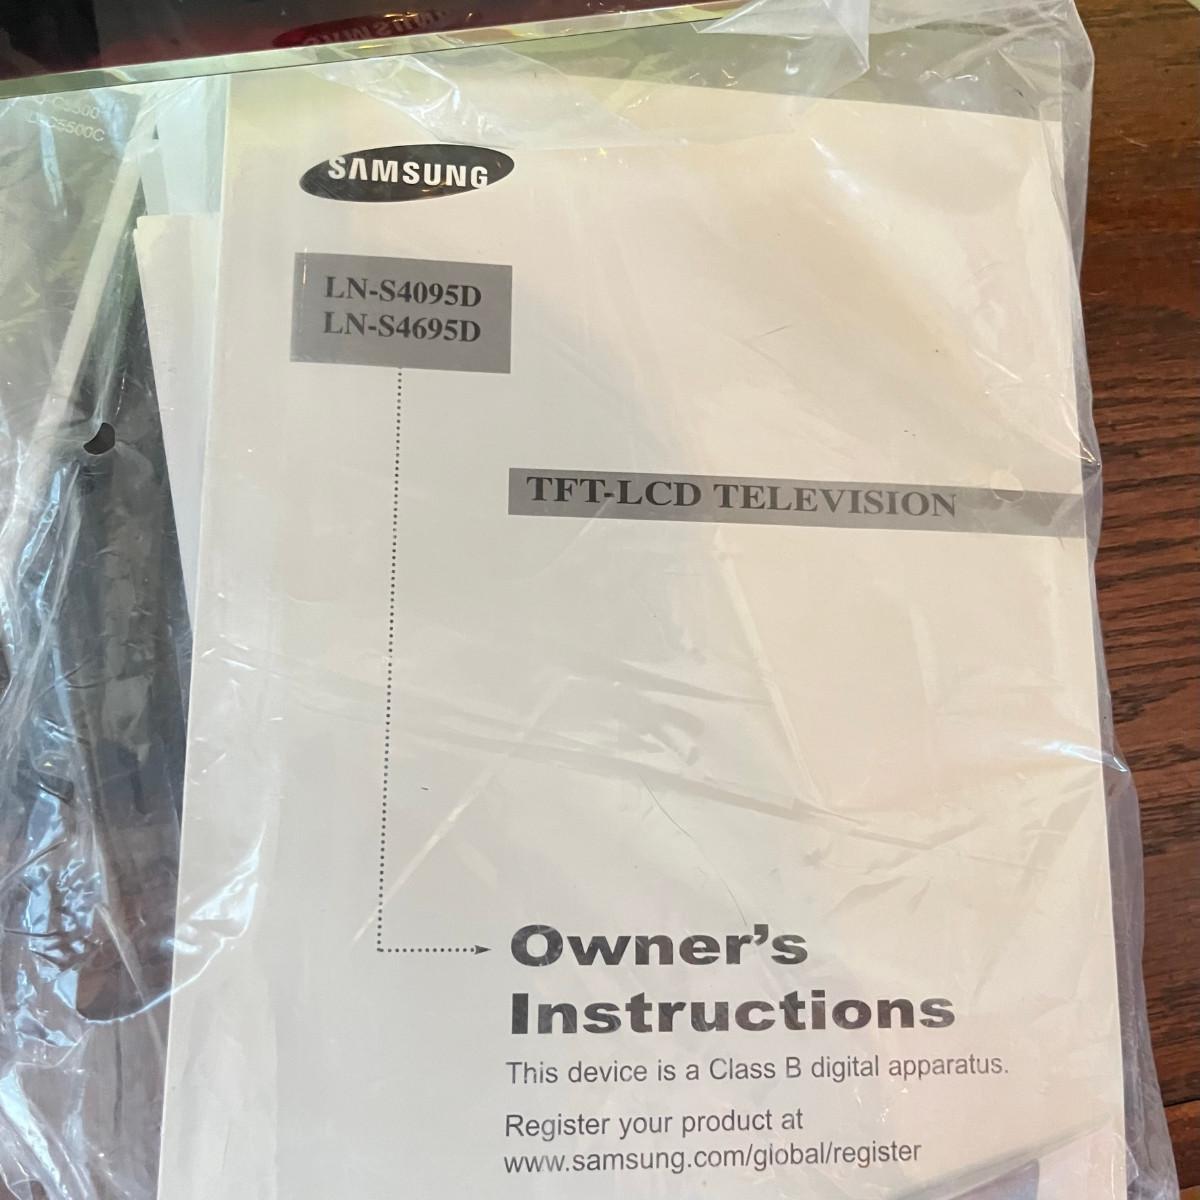 SAMSUNG
SAMSUNG
LN-S4095D
LN-S4695D
TFT-LCD TELEVISION
Owner's
Instructions
This device is a Class B digital apparatus.
Register your product at
www.samsung.com/global/register